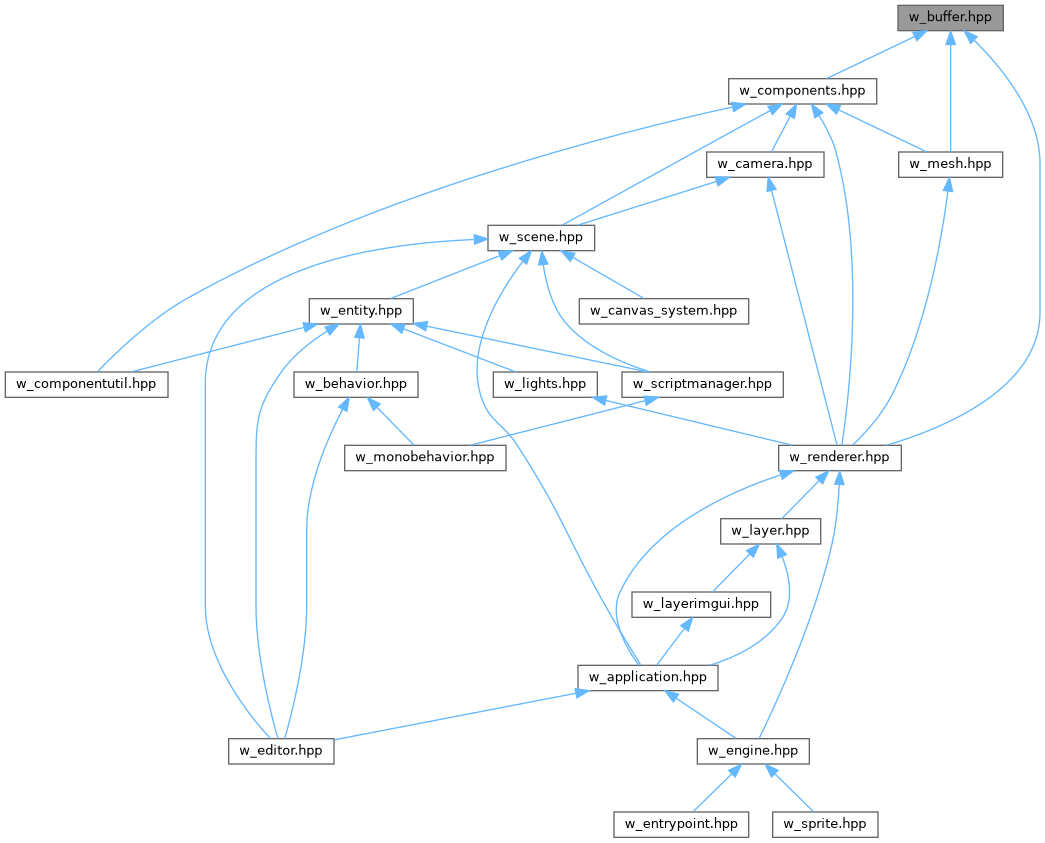 w_buffer.hpp
w_components.hpp
w_camera.hpp
w_mesh.hpp
w_scene.hpp
w_entity.hpp
w_canvas_system.hpp
w_componentutil.hpp
w_behavior.hpp
w_lights.hpp
w_scriptmanager.hpp
w_monobehavior.hpp
w_renderer.hpp
w_layer.hpp
w_layerimgui.hpp
w_application.hpp
w_editor.hpp
w_engine.hpp
w_entrypoint.hpp
w_sprite.hpp